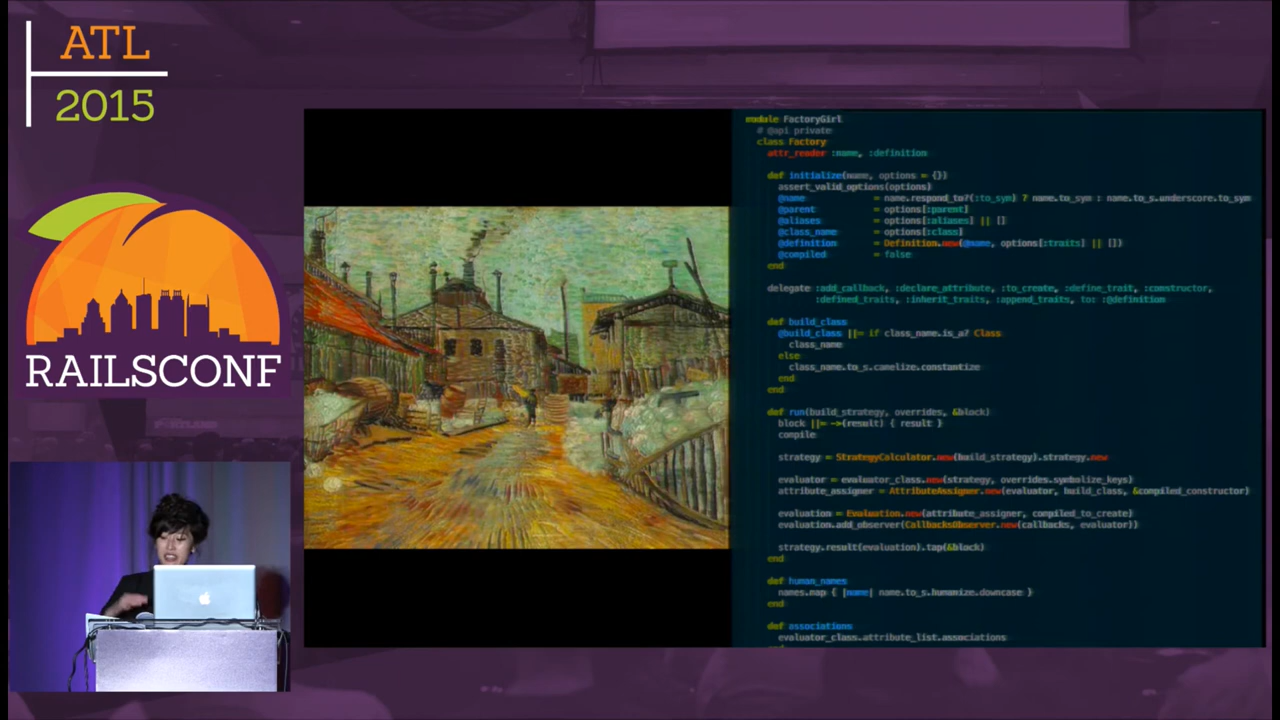 ATL
2015
RAILSCONF
module FactoryGirl
# @api private
class Factory
attr_reader :name, :definition
def initialize(name, options = {})
assert_valid_options(options)
@name = name.respond_to?(:to_sym) ? name.to_sym : name.to_s.underscore.to_sym
@parent = options[:parent]
@aliases = options[:aliases] || []
@class_name = options[:class]
@definition = Definition.new(@name, options[:traits] || [])
@compiled = false
end
delegate :add_callback, :declare_attribute, :to_create, :define_trait, :constructor,
:defined_traits, :inherit_traits, :append_traits, to: :@definition
def build_class
@build_class ||= if class_name.is_a? Class
class_name
else
class_name.to_s.camelize.constantize
end
end
def run(build_strategy, overrides, &block)
block ||= ->(result) { result }
compile
strategy = StrategyCalculator.new(build_strategy).strategy.new
evaluator = evaluator_class.new(strategy, overrides.symbolize_keys)
attribute_assigner = AttributeAssigner.new(evaluator, build_class, &compiled_constructor)
evaluation = Evaluation.new(attribute_assigner, compiled_to_create)
evaluation.add_observer(CallbacksObserver.new(callbacks, evaluator))
strategy.result(evaluation).tap(&block)
end
def human_names
names.map { |name| name.to_s.humanize.downcase }
end
def associations
evaluator_class.attribute_list.associations